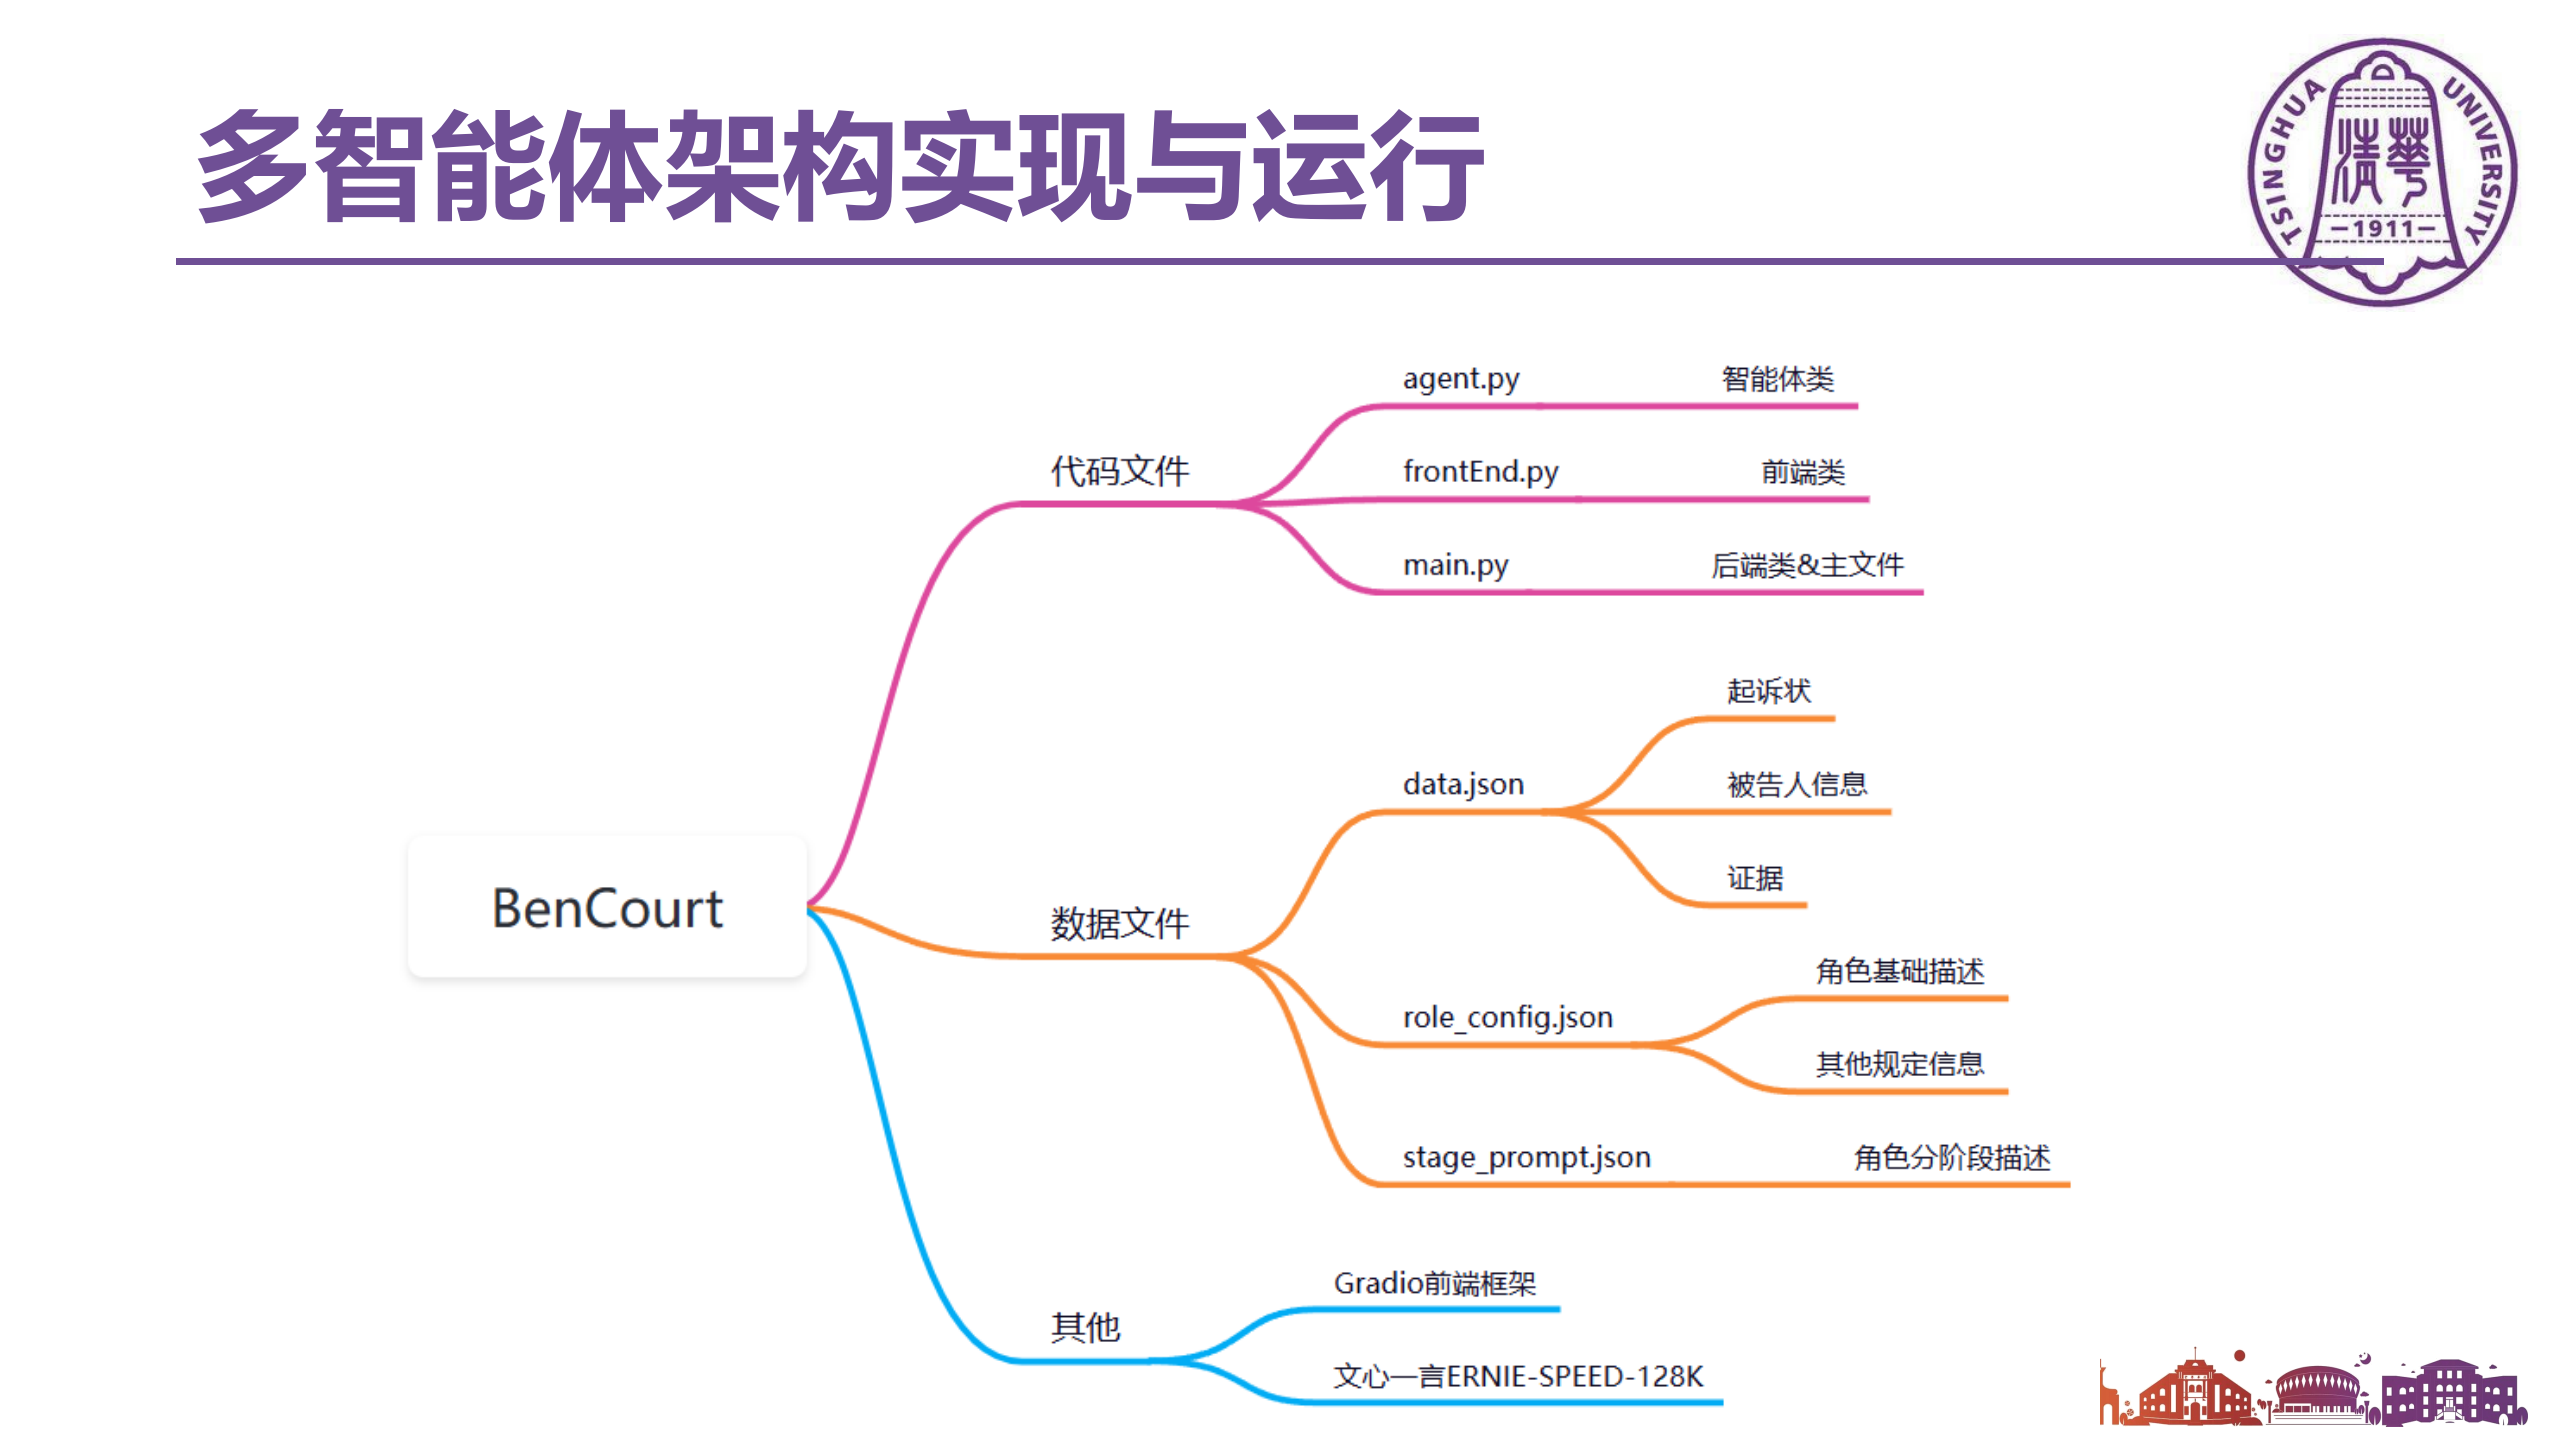 多智能体架构实现与运行
TSINGHUA UNIVERSITY
清華
1911
agent.py 智能体类
代码文件
frontEnd.py 前端类
main.py 后端类&主文件
起诉状
data.json 被告人信息
证据
BenCourt
数据文件
角色基础描述
role_config.json
其他规定信息
stage_prompt.json 角色分阶段描述
Gradio前端框架
其他
文心一言ERNIE-SPEED-128K